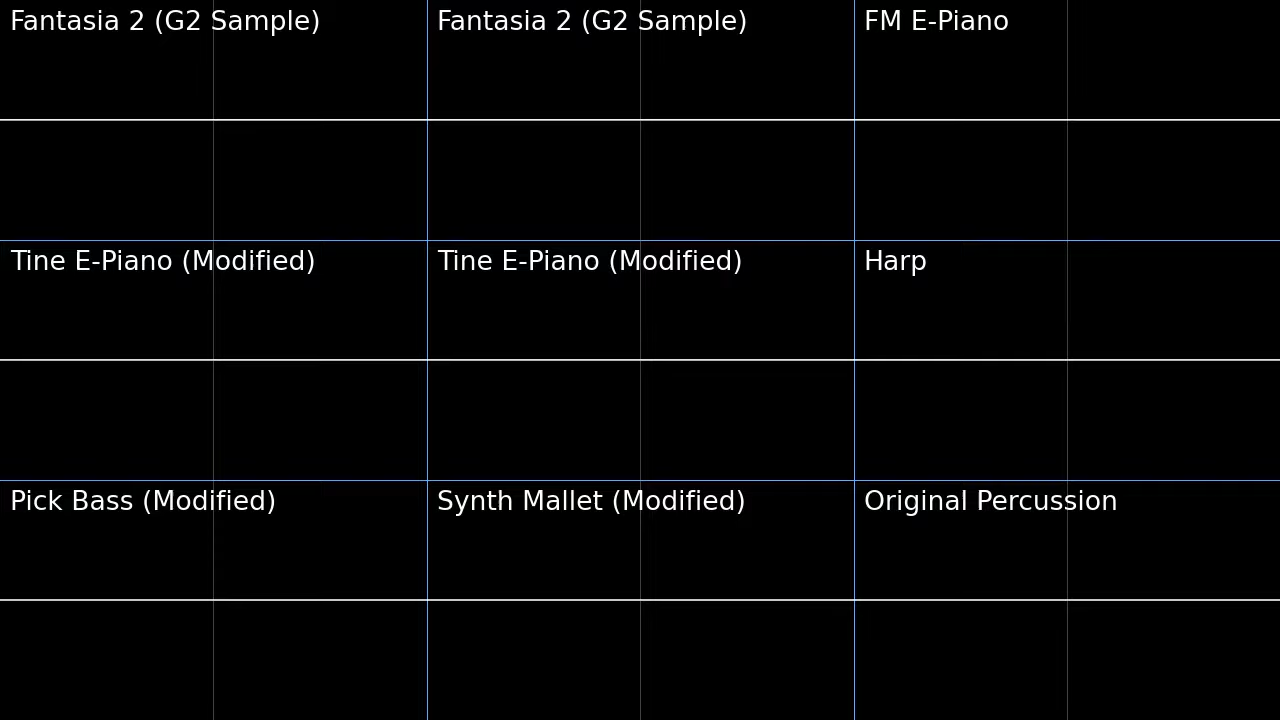 Fantasia 2 (G2 Sample)
Fantasia 2 (G2 Sample)
FM E-Piano
Tine E-Piano (Modified)
Tine E-Piano (Modified)
Harp
Pick Bass (Modified)
Synth Mallet (Modified)
Original Percussion